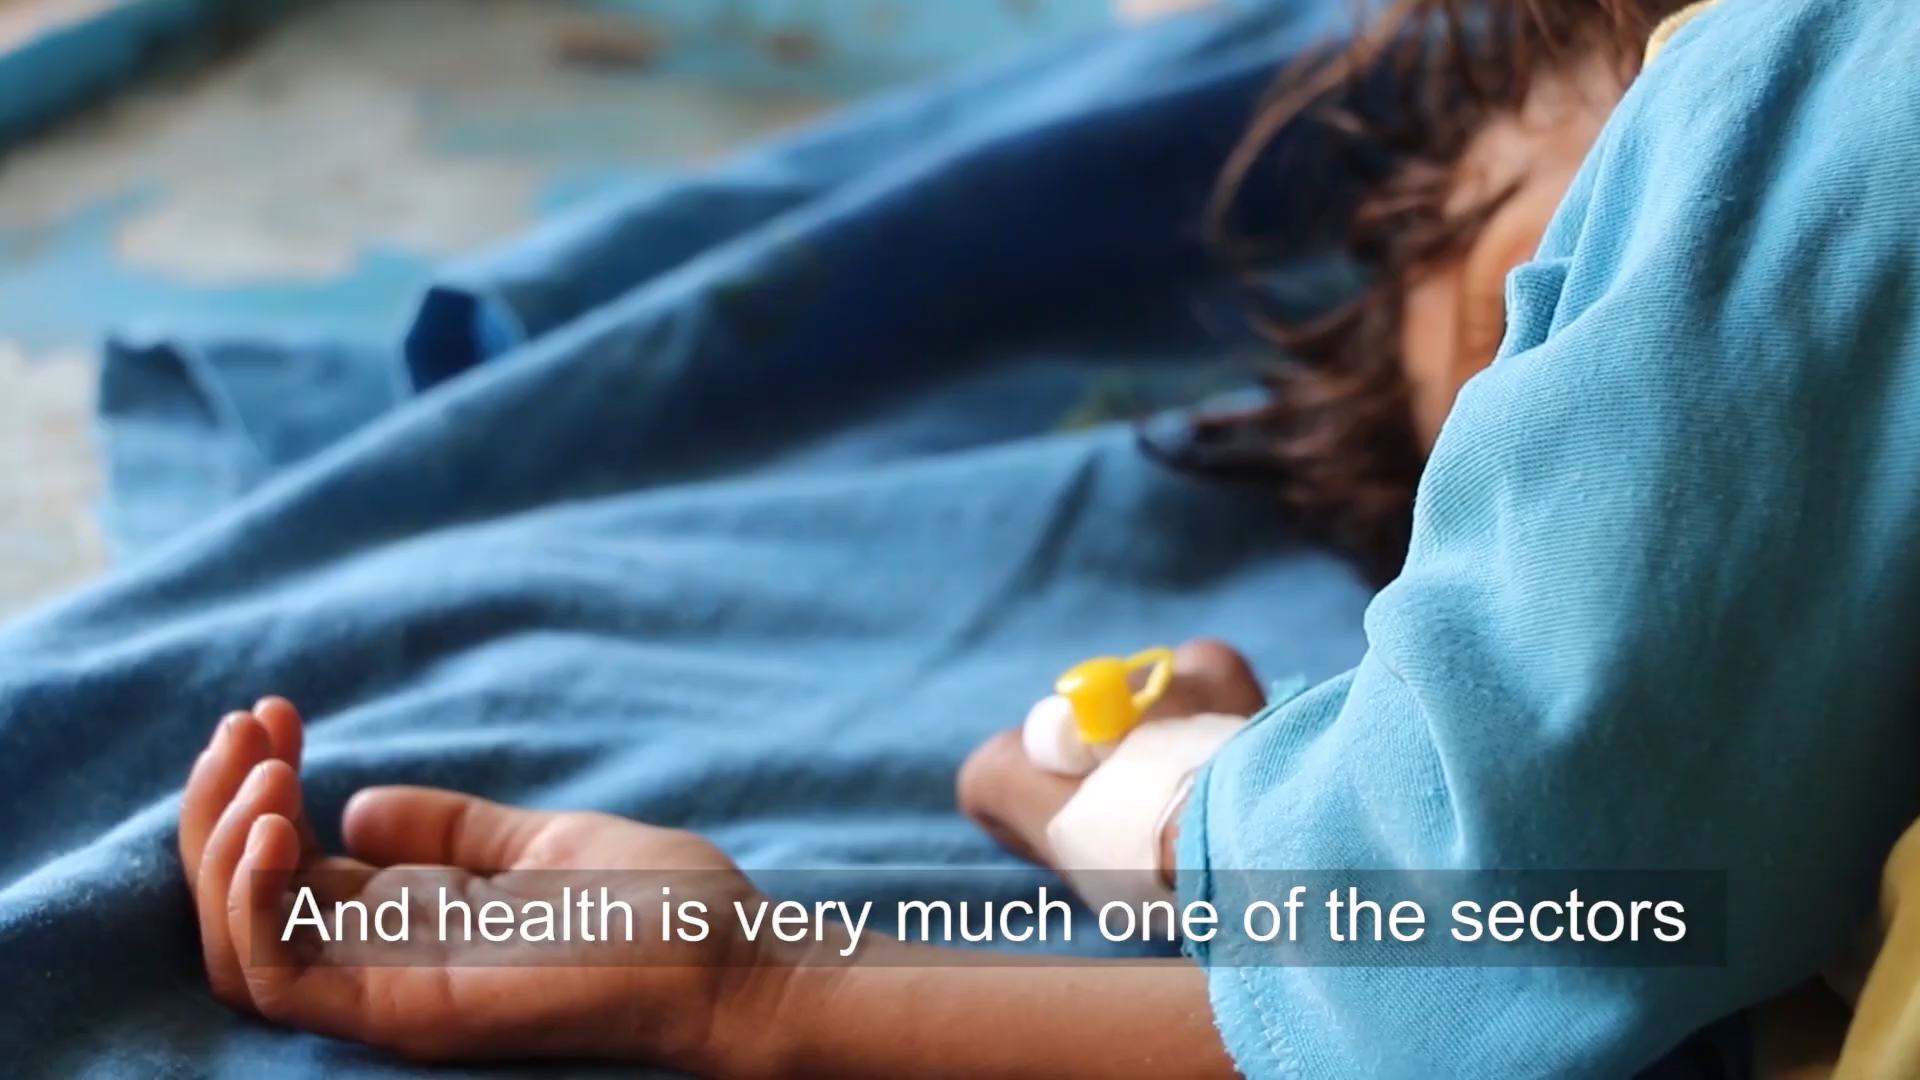 And health is very much one of the sectors